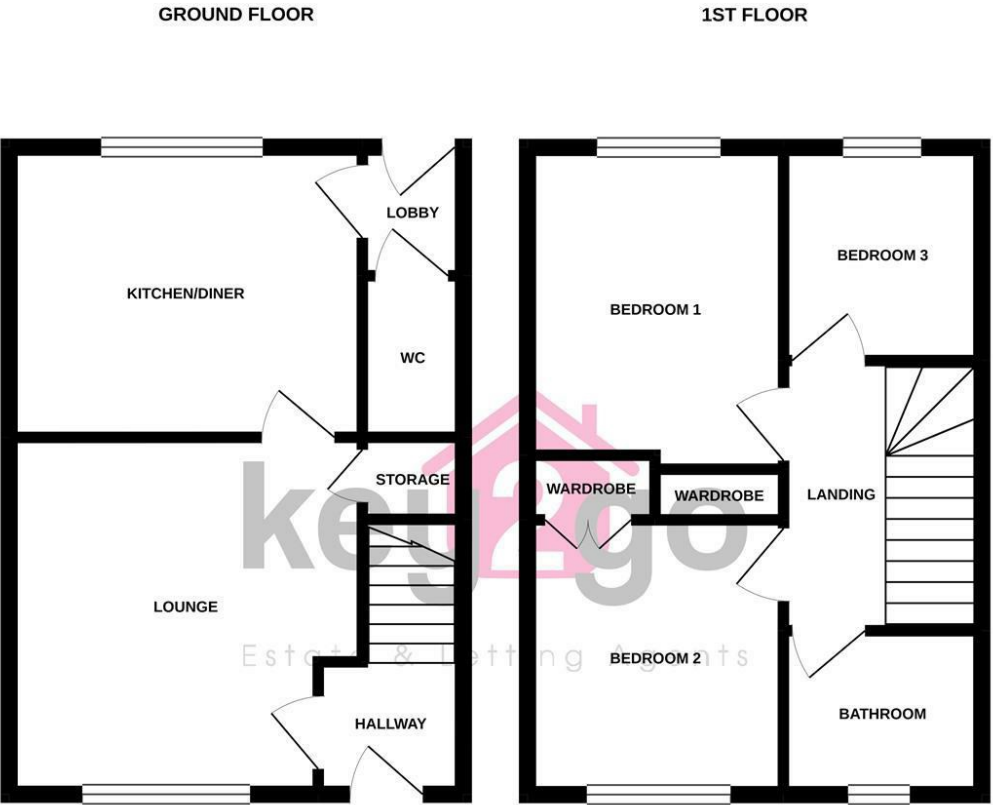 GROUND FLOOR
1ST FLOOR
LOBBY
KITCHEN/DINER
WC
STORAGE
LOUNGE
HALLWAY
BEDROOM 3
BEDROOM 1
WARDROBE
WARDROBE
LANDING
BEDROOM 2
BATHROOM
key2go
Estate & Letting Agents